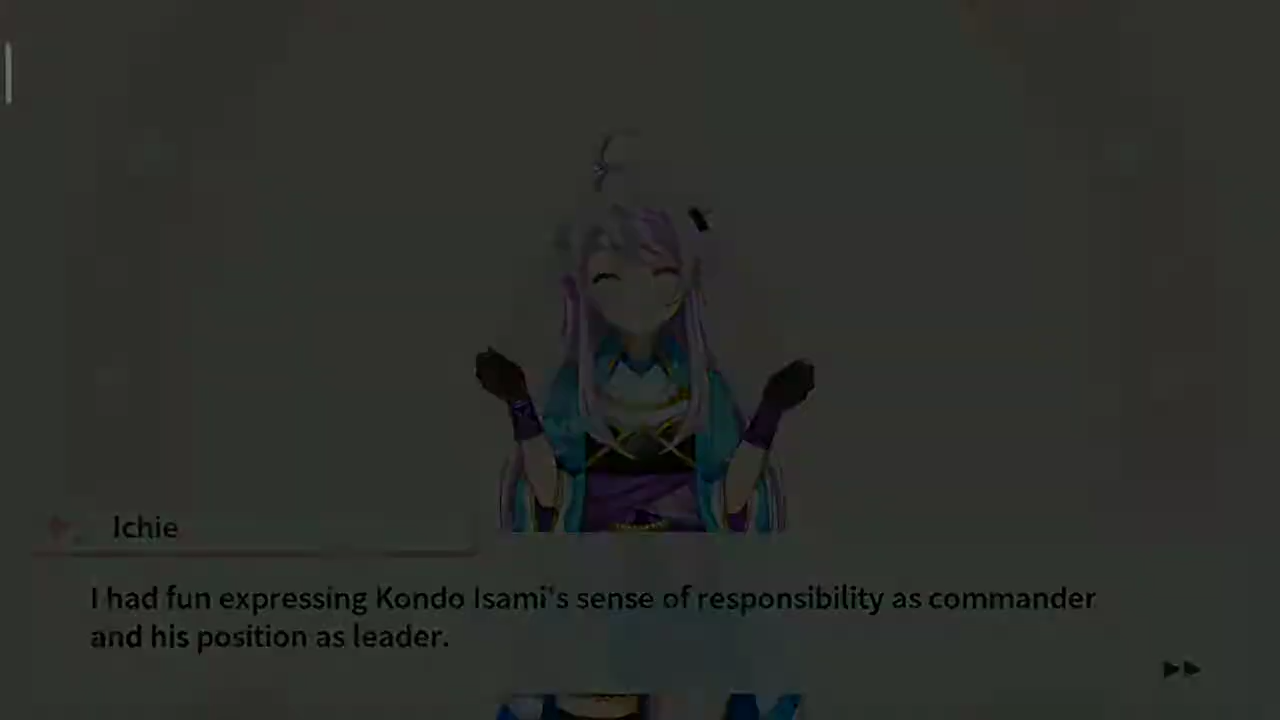 Ichie
I had fun expressing Kondo Isami's sense of responsibility as commander
and his position as leader.